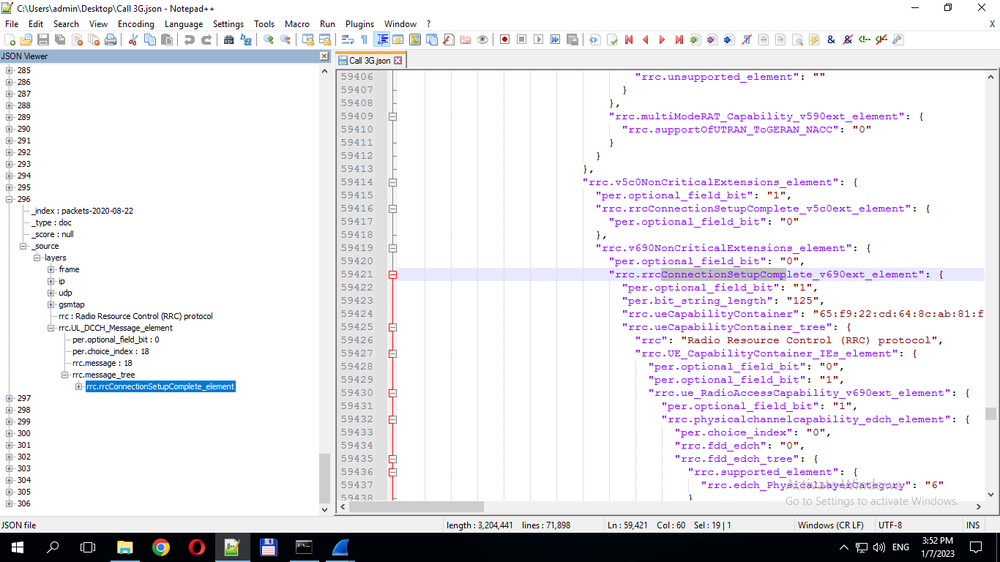 C:\Users\admin\Desktop\Call 3G.json - Notepad++
File Edit Search View Encoding Language Settings Tools Macro Run Plugins Window ? X
JSON Viewer
Call 3G.json
285
286
287
288
289
290
291
292
293
294
295
296
_index : packets-2020-08-22
_type : doc
_score : null
_source
layers
frame
ip
udp
gsmtap
rrc : Radio Resource Control (RRC) protocol
rrc.UL_DCCH_Message_element
per.optional_field_bit : 0
per.choice_index : 18
rrc.message : 18
rrc.message_tree
rrc.rrcConnectionSetupComplete_element
297
298
299
300
301
302
303
304
305
306
59406 "rrc.unsupported_element": ""
59407 }
59408 },
59409 "rrc.multiModeRAT_Capability_v590ext_element": {
59410 "rrc.supportOfUTRAN_ToGERAN_NACC": "0"
59411 }
59412 }
59413 },
59414 "rrc.v5c0NonCriticalExtensions_element": {
59415 "per.optional_field_bit": "1",
59416 "rrc.rrcConnectionSetupComplete_v5c0ext_element": {
59417 "per.optional_field_bit": "0"
59418 },
59419 "rrc.v690NonCriticalExtensions_element": {
59420 "per.optional_field_bit": "0",
59421 "rrc.rrcConnectionSetupComplete_v690ext_element": {
59422 "per.optional_field_bit": "1",
59423 "per.bit_string_length": "125",
59424 "rrc.ueCapabilityContainer": "65:f9:22:cd:64:8c:ab:81:f
59425 "rrc.ueCapabilityContainer_tree": {
59426 "rrc": "Radio Resource Control (RRC) protocol",
59427 "rrc.UE_CapabilityContainer_IEs_element": {
59428 "per.optional_field_bit": "0",
59429 "per.optional_field_bit": "1",
59430 "rrc.ue_RadioAccessCapability_v690ext_element": {
59431 "per.optional_field_bit": "1",
59432 "rrc.physicalchannelcapability_edch_element": {
59433 "per.choice_index": "0",
59434 "rrc.fdd_edch": "0",
59435 "rrc.fdd_edch_tree": {
59436 "rrc.supported_element": {
59437 "rrc.edch_PhysicalLayerCategory": "6"
59438 }
Activate Windows
Go to Settings to activate Windows.
JSON file length : 3,204,441 lines : 71,898 Ln : 59,421 Col : 60 Sel : 19 | 1 Windows (CR LF) UTF-8 INS
ENG
3:52 PM
1/7/2023